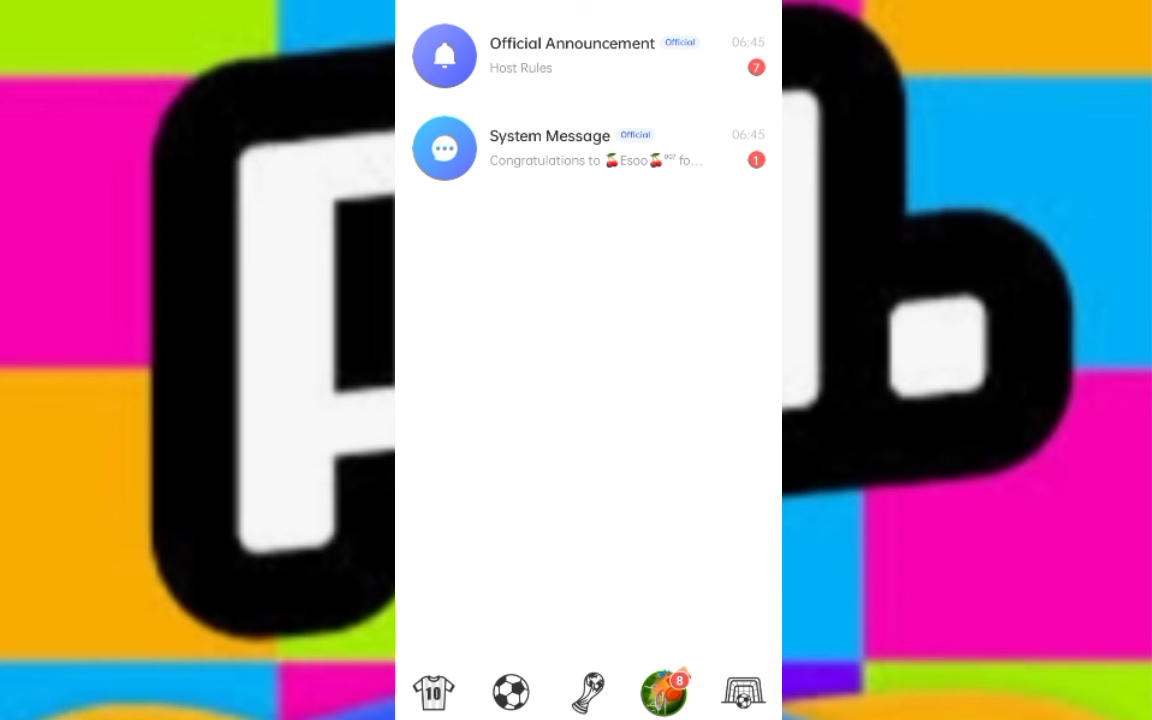 Official Announcement Official 06:45
Host Rules 7
System Message Official 06:45
Congratulations to 🍒Esoo🍒 fo... 1
10
8